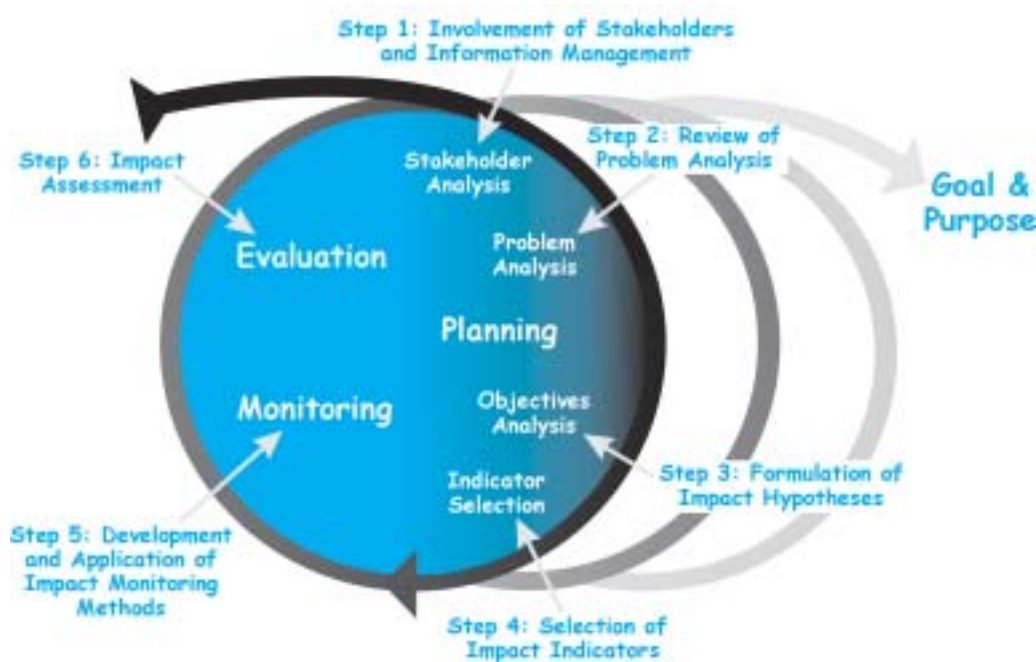 Step 1: Involvement of Stakeholders
and Information Management
Step 2: Review of
Problem Analysis
Step 6: Impact
Assessment
Stakeholder
Analysis
Goal &
Purpose
Evaluation
Problem
Analysis
Planning
Monitoring
Objectives
Analysis
Step 3: Formulation of
Impact Hypotheses
Indicator
Selection
Step 5: Development
and Application of
Impact Monitoring
Methods
Step 4: Selection of
Impact Indicators